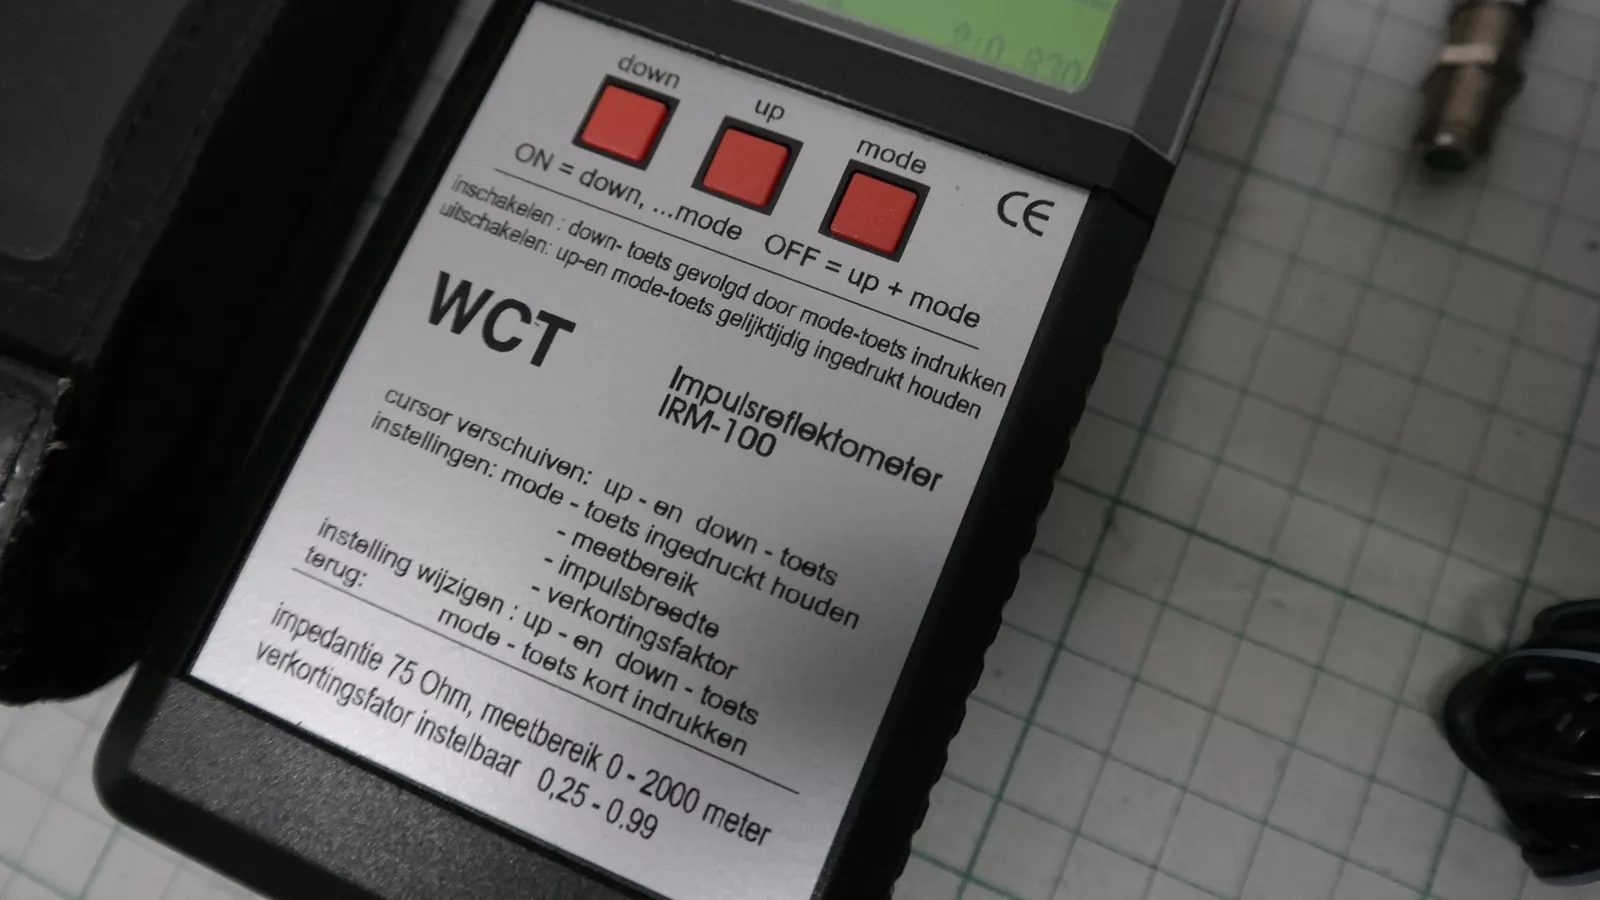 down
up
mode
ON = down, ...mode OFF = up + mode
CE
inschakelen : down- toets gevolgd door mode-toets indrukken
uitschakelen: up-en mode-toets gelijktijdig ingedrukt houden
WCT
Impulsreflektometer
IRM-100
cursor verschuiven: up - en down - toets
instellingen: mode - toets ingedruckt houden
- meetbereik
- impulsbreedte
- verkortingsfaktor
instelling wijzigen : up - en down - toets
terug: mode - toets kort indrukken
impedantie 75 Ohm, meetbereik 0 - 2000 meter
verkortingsfator instelbaar 0,25 - 0.99